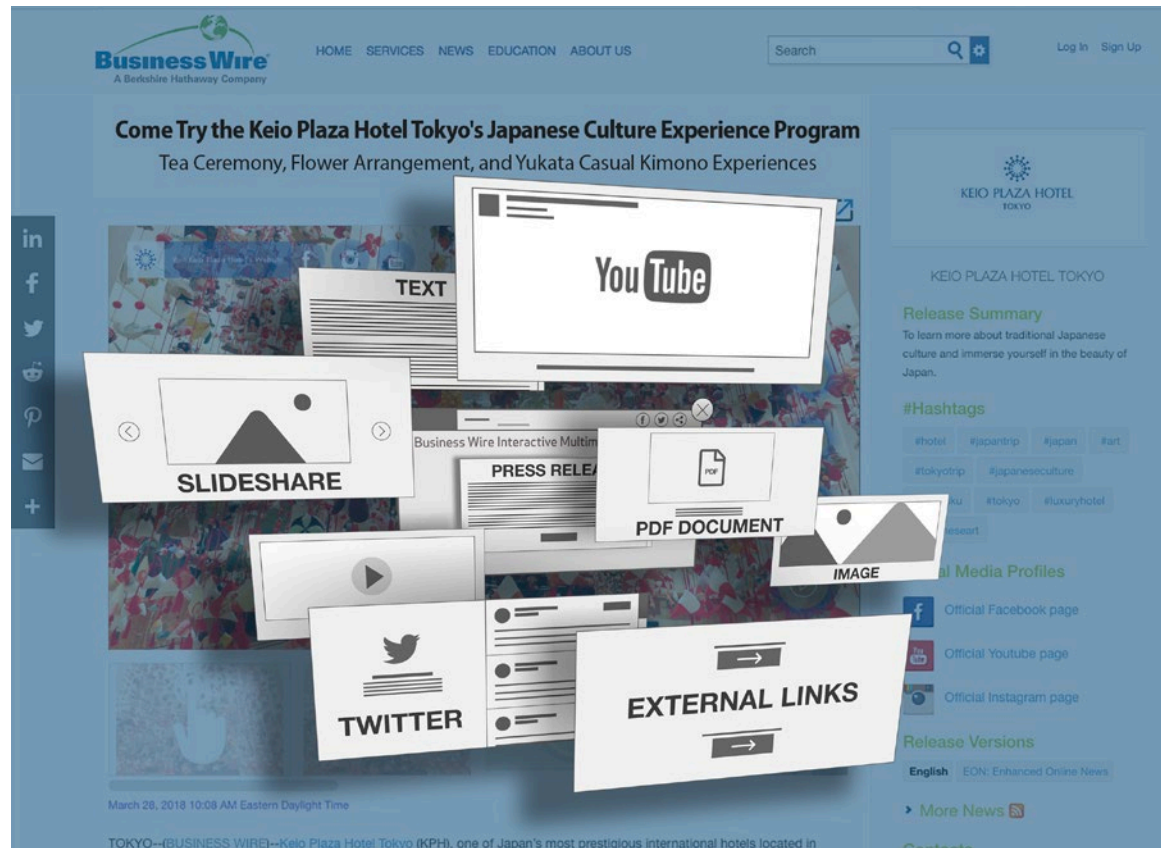 BUSINESS WIRE
A Berkshire Hathaway Company
HOME SERVICES NEWS EDUCATION ABOUT US
Search
Log In Sign Up
Come Try the Keio Plaza Hotel Tokyo's Japanese Culture Experience Program
Tea Ceremony, Flower Arrangement, and Yukata Casual Kimono Experiences
KEIO PLAZA HOTEL
TOKYO
KEIO PLAZA HOTEL TOKYO
Release Summary
To learn more about traditional Japanese
culture and immerse yourself in the beauty of
Japan.
#Hashtags
#hotel #japantrip #japan #art
#tokyotrip #japaneseculture
#tokyo #luxuryhotel
Social Media Profiles
Official Facebook page
Official Youtube page
Official Instagram page
Release Versions
English EON: Enhanced Online News
More News
TEXT
YouTube
SLIDESHARE
Business Wire Interactive Multim
PRESS RELEA
PDF
PDF DOCUMENT
IMAGE
TWITTER
EXTERNAL LINKS
March 28, 2018 10:08 AM Eastern Daylight Time
TOKYO--(BUSINESS WIRE)--Keio Plaza Hotel Tokyo (KPH), one of Japan's most prestigious international hotels located in